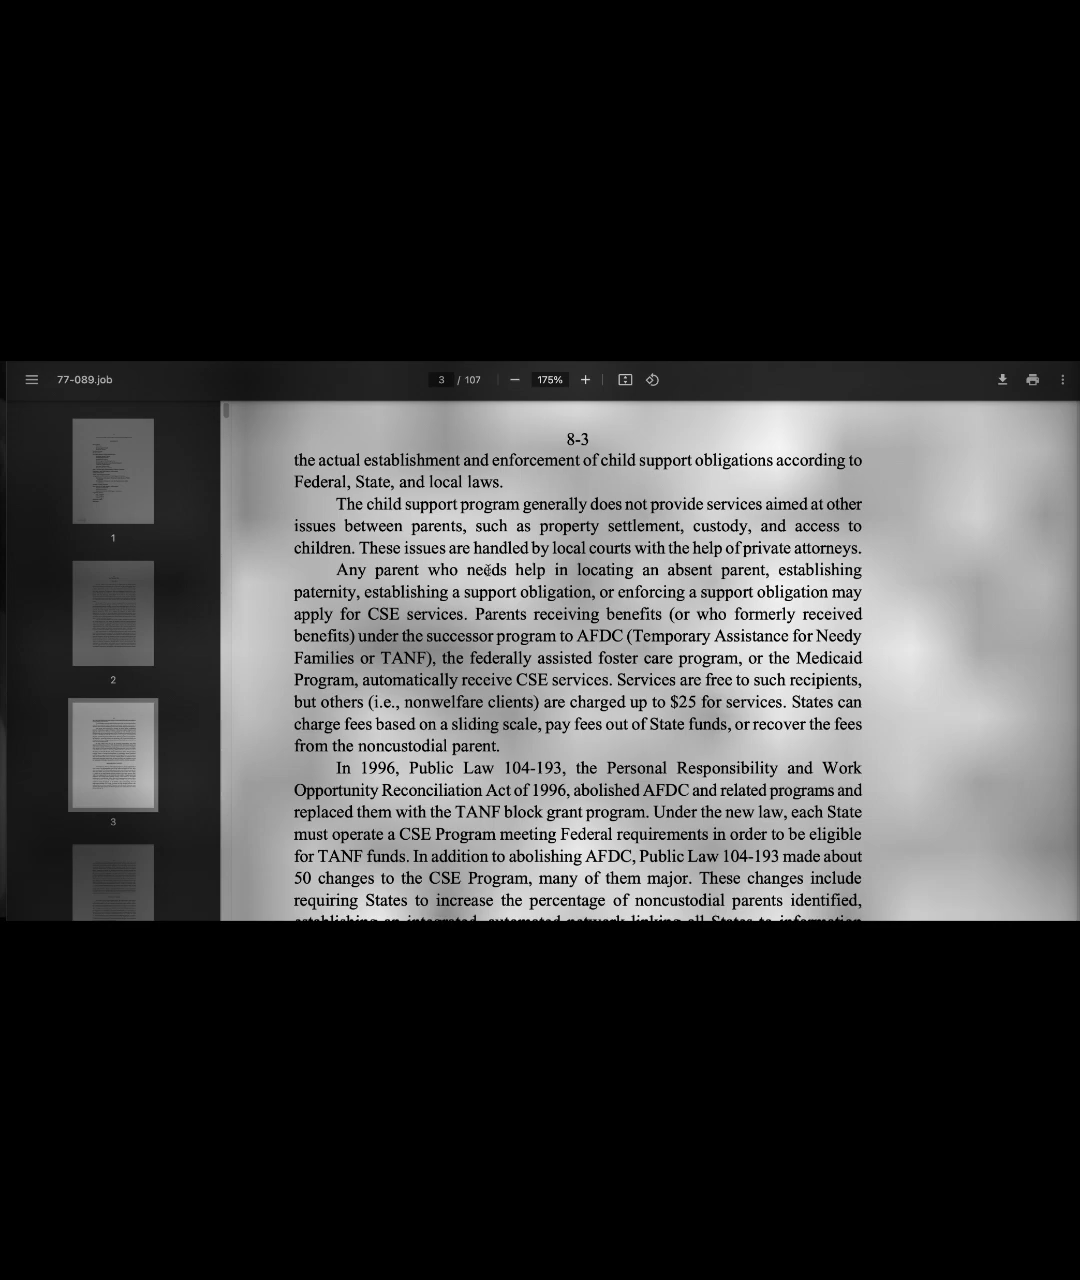 77-089.job
3 / 107
175%
1
2
3
8-3
the actual establishment and enforcement of child support obligations according to
Federal, State, and local laws.
The child support program generally does not provide services aimed at other
issues between parents, such as property settlement, custody, and access to
children. These issues are handled by local courts with the help of private attorneys.
Any parent who needs help in locating an absent parent, establishing
paternity, establishing a support obligation, or enforcing a support obligation may
apply for CSE services. Parents receiving benefits (or who formerly received
benefits) under the successor program to AFDC (Temporary Assistance for Needy
Families or TANF), the federally assisted foster care program, or the Medicaid
Program, automatically receive CSE services. Services are free to such recipients,
but others (i.e., nonwelfare clients) are charged up to $25 for services. States can
charge fees based on a sliding scale, pay fees out of State funds, or recover the fees
from the noncustodial parent.
In 1996, Public Law 104-193, the Personal Responsibility and Work
Opportunity Reconciliation Act of 1996, abolished AFDC and related programs and
replaced them with the TANF block grant program. Under the new law, each State
must operate a CSE Program meeting Federal requirements in order to be eligible
for TANF funds. In addition to abolishing AFDC, Public Law 104-193 made about
50 changes to the CSE Program, many of them major. These changes include
requiring States to increase the percentage of noncustodial parents identified,
establishing an integrated, automated network linking all States to information